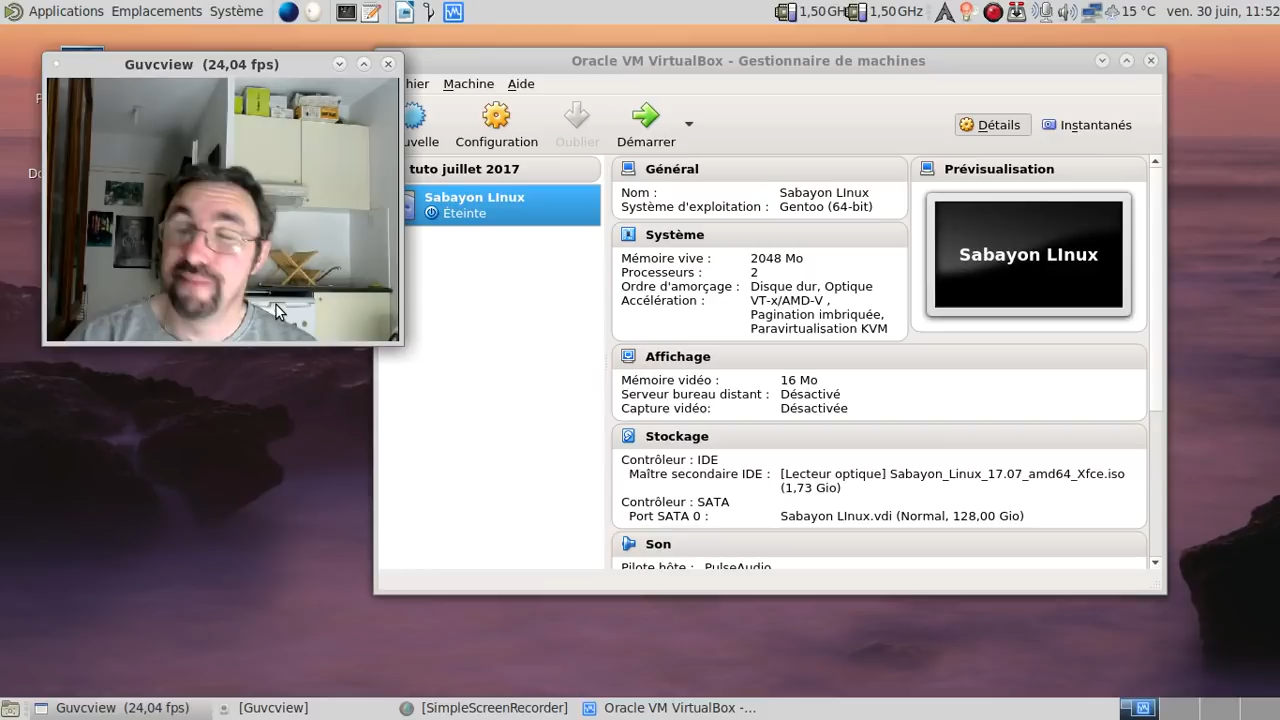 Applications Emplacements Système 1,50 GHz 1,50 GHz 15 °C ven. 30 juin, 11:52
Guvcview (24,04 fps)
Oracle VM VirtualBox - Gestionnaire de machines
hier Machine Aide
uvelle Configuration Oublier Démarrer Détails Instantanés
tuto juillet 2017
Sabayon LInux
Éteinte
Général
Nom : Sabayon LInux
Système d'exploitation : Gentoo (64-bit)
Prévisualisation
Sabayon LInux
Système
Mémoire vive : 2048 Mo
Processeurs : 2
Ordre d'amorçage : Disque dur, Optique
Accélération : VT-x/AMD-V ,
Pagination imbriquée,
Paravirtualisation KVM
Affichage
Mémoire vidéo : 16 Mo
Serveur bureau distant : Désactivé
Capture vidéo: Désactivée
Stockage
Contrôleur : IDE
Maître secondaire IDE : [Lecteur optique] Sabayon_Linux_17.07_amd64_Xfce.iso
(1,73 Gio)
Contrôleur : SATA
Port SATA 0 : Sabayon LInux.vdi (Normal, 128,00 Gio)
Son
Pilote hôte : PulseAudio
Guvcview (24,04 fps) [Guvcview] [SimpleScreenRecorder] Oracle VM VirtualBox -...